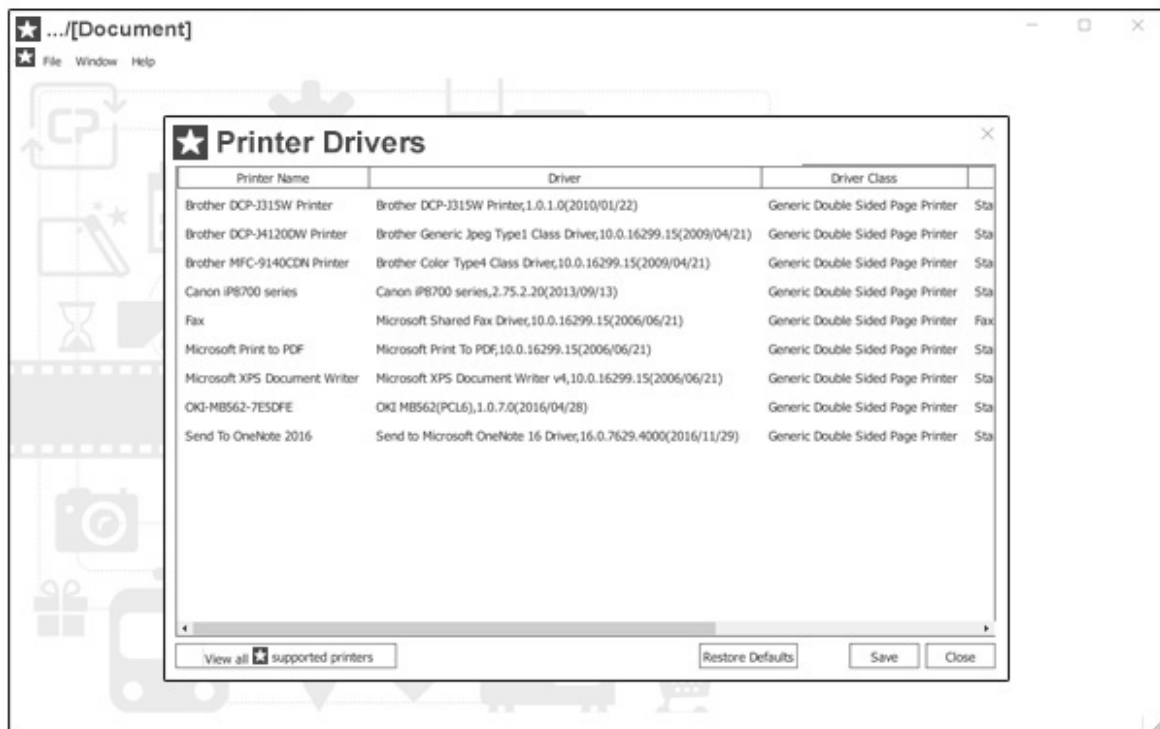 .../[Document]
File Window Help
Printer Drivers
Printer Name Driver Driver Class
Brother DCP-J315W Printer Brother DCP-J315W Printer,1.0.1.0(2010/01/22) Generic Double Sided Page Printer Sta
Brother DCP-J4120DW Printer Brother Generic Jpeg Type1 Class Driver,10.0.16299.15(2009/04/21) Generic Double Sided Page Printer Sta
Brother MFC-9140CDN Printer Brother Color Type4 Class Driver,10.0.16299.15(2009/04/21) Generic Double Sided Page Printer Sta
Canon iP8700 series Canon iP8700 series,2.75.2.20(2013/09/13) Generic Double Sided Page Printer Sta
Fax Microsoft Shared Fax Driver,10.0.16299.15(2006/06/21) Generic Double Sided Page Printer Fax
Microsoft Print to PDF Microsoft Print To PDF,10.0.16299.15(2006/06/21) Generic Double Sided Page Printer Sta
Microsoft XPS Document Writer Microsoft XPS Document Writer v4,10.0.16299.15(2006/06/21) Generic Double Sided Page Printer Sta
OKI-MB562-7E5DFE OKI MB562(PCL6),1.0.7.0(2016/04/28) Generic Double Sided Page Printer Sta
Send To OneNote 2016 Send to Microsoft OneNote 16 Driver,16.0.7629.4000(2016/11/29) Generic Double Sided Page Printer Sta
View all supported printers Restore Defaults Save Close
CP